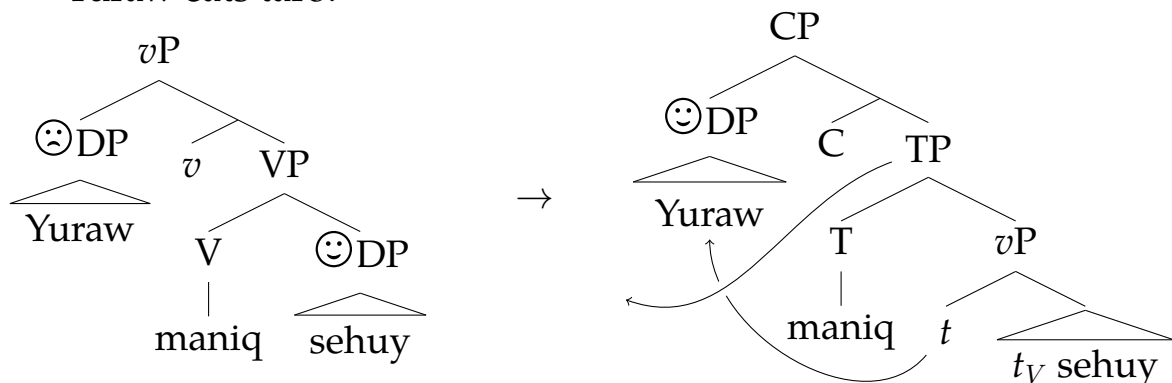 Yuraw eats taro.
vP
☹DP
v VP
Yuraw
V ☺DP
maniq sehuy
→
CP
☺DP
C TP
Yuraw
T vP
maniq t
t_V sehuy